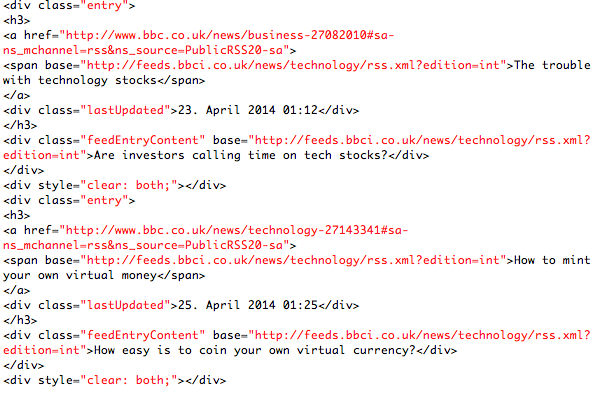 <div class="entry">
<h3>
<a href="http://www.bbc.co.uk/news/business-27082010#sa-
ns_mchannel=rss&ns_source=PublicRSS20-sa">
<span base="http://feeds.bbci.co.uk/news/technology/rss.xml?edition=int">The trouble
with technology stocks</span>
</a>
<div class="lastUpdated">23. April 2014 01:12</div>
</h3>
<div class="feedEntryContent" base="http://feeds.bbci.co.uk/news/technology/rss.xml?
edition=int">Are investors calling time on tech stocks?</div>
</div>
<div style="clear: both;"></div>
<div class="entry">
<h3>
<a href="http://www.bbc.co.uk/news/technology-27143341#sa-
ns_mchannel=rss&ns_source=PublicRSS20-sa">
<span base="http://feeds.bbci.co.uk/news/technology/rss.xml?edition=int">How to mint
your own virtual money</span>
</a>
<div class="lastUpdated">25. April 2014 01:25</div>
</h3>
<div class="feedEntryContent" base="http://feeds.bbci.co.uk/news/technology/rss.xml?
edition=int">How easy is to coin your own virtual currency?</div>
</div>
<div style="clear: both;"></div>